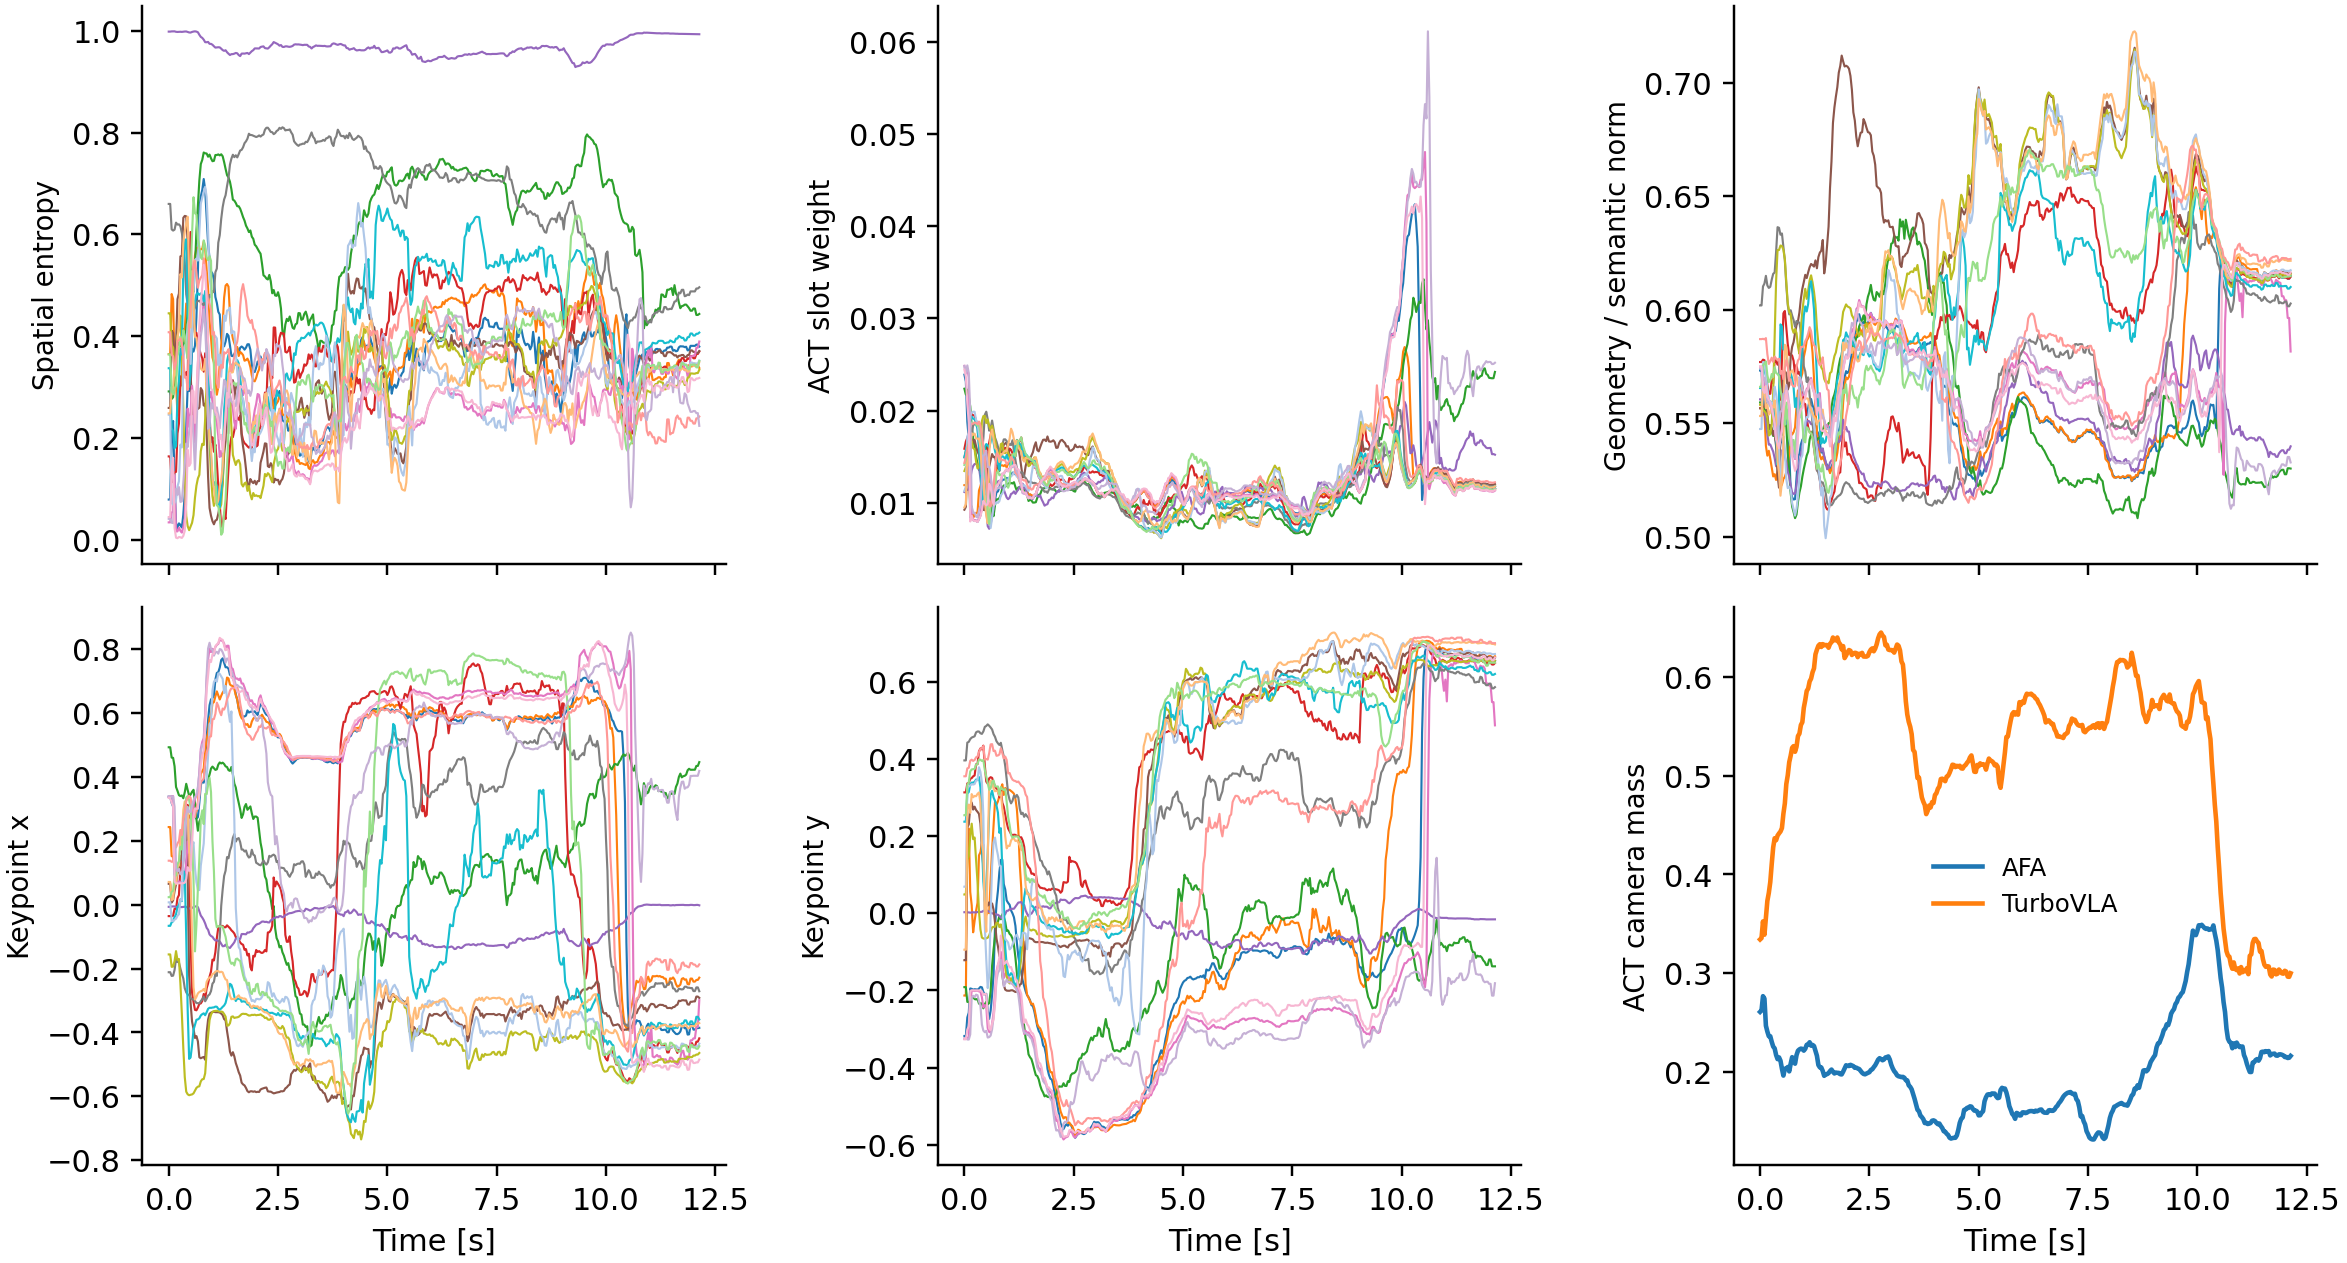 Spatial entropy
1.0
0.8
0.6
0.4
0.2
0.0
ACT slot weight
0.06
0.05
0.04
0.03
0.02
0.01
Geometry / semantic norm
0.70
0.65
0.60
0.55
0.50
Keypoint x
0.8
0.6
0.4
0.2
0.0
−0.2
−0.4
−0.6
−0.8
0.0 2.5 5.0 7.5 10.0 12.5
Time [s]
Keypoint y
0.6
0.4
0.2
0.0
−0.2
−0.4
−0.6
0.0 2.5 5.0 7.5 10.0 12.5
Time [s]
ACT camera mass
0.6
0.5
0.4
0.3
0.2
AFA
TurboVLA
0.0 2.5 5.0 7.5 10.0 12.5
Time [s]